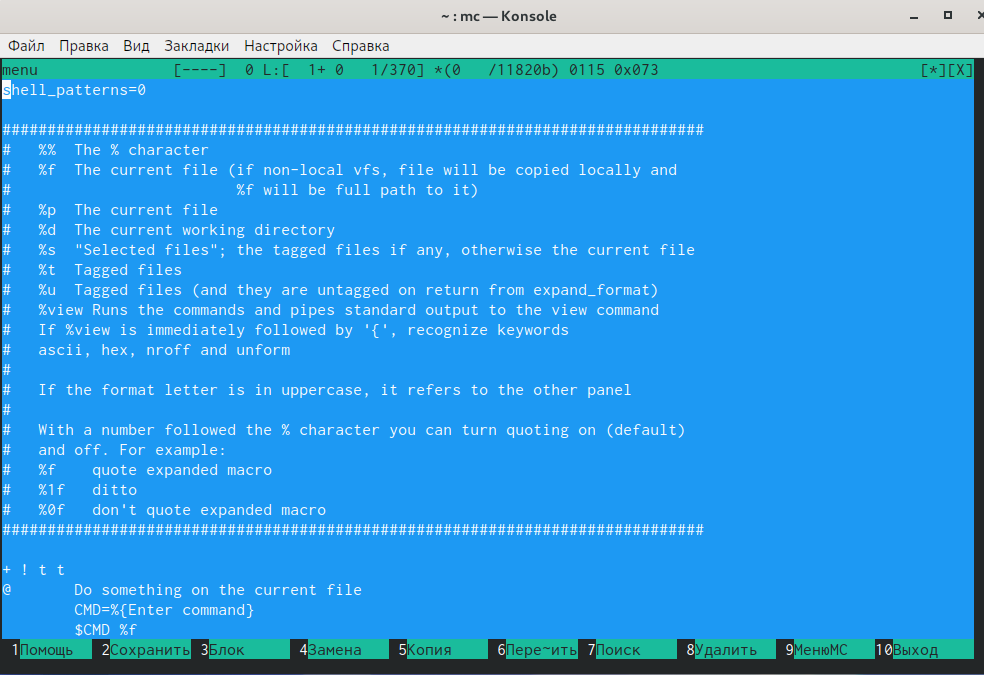 ~ : mc — Konsole
Файл Правка Вид Закладки Настройка Справка
menu [----] 0 L:[ 1+ 0 1/370] *(0 /11820b) 0115 0x073 [*][X]
shell_patterns=0
##############################################################################
# %% The % character
# %f The current file (if non-local vfs, file will be copied locally and
# %f will be full path to it)
# %p The current file
# %d The current working directory
# %s "Selected files"; the tagged files if any, otherwise the current file
# %t Tagged files
# %u Tagged files (and they are untagged on return from expand_format)
# %view Runs the commands and pipes standard output to the view command
# If %view is immediately followed by '{', recognize keywords
# ascii, hex, nroff and unform
#
# If the format letter is in uppercase, it refers to the other panel
#
# With a number followed the % character you can turn quoting on (default)
# and off. For example:
# %f quote expanded macro
# %1f ditto
# %0f don't quote expanded macro
##############################################################################
+ ! t t
@ Do something on the current file
CMD=%{Enter command}
$CMD %f
1Помощь 2Сохранить 3Блок 4Замена 5Копия 6Пере~ить 7Поиск 8Удалить 9МенюMC 10Выход